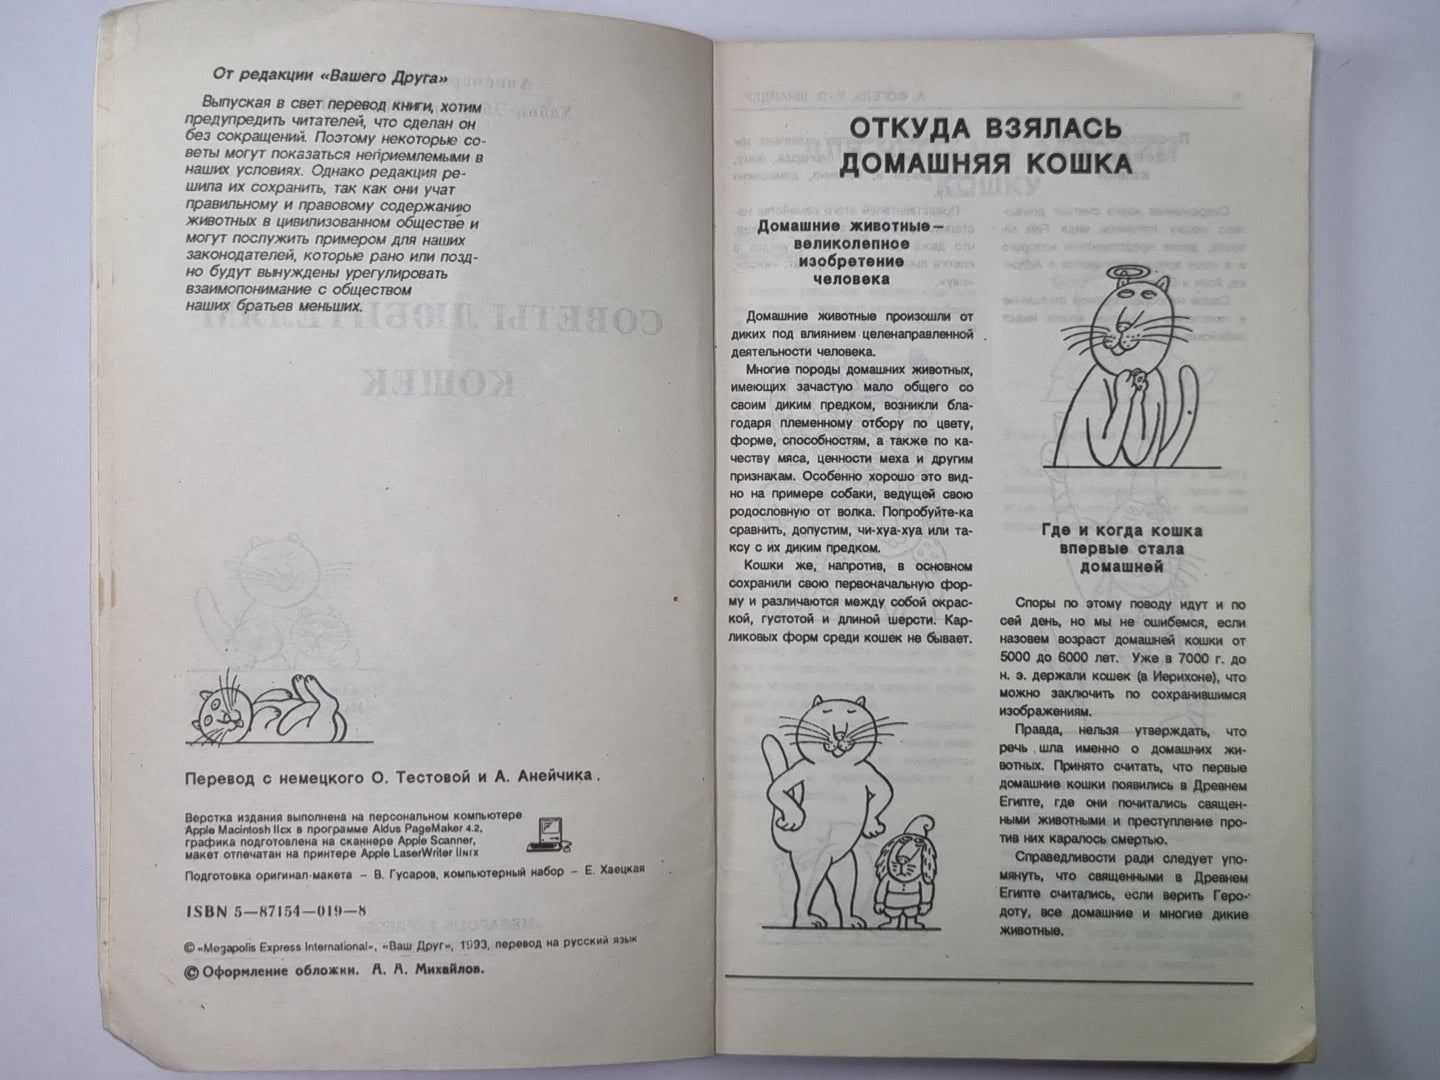 От редакции «Вашего Друга»
Выпуская в свет перевод книги, хотим
предупредить читателей, что сделан он
без сокращений. Поэтому некоторые со-
веты могут показаться неприемлемыми в
наших условиях. Однако редакция ре-
шила их сохранить, так как они учат
правильному и правовому содержанию
животных в цивилизованном обществе и
могут послужить примером для наших
законодателей, которые рано или позд-
но будут вынуждены урегулировать
взаимопонимание с обществом
наших братьев меньших.
Перевод с немецкого О. Тестовой и А. Анейчика.
Верстка издания выполнена на персональном компьютере
Apple Macintosh IIcx в программе Aldus PageMaker 4.2,
графика подготовлена на сканнере Apple Scanner,
макет отпечатан на принтере Apple LaserWriter
Подготовка оригинал-макета – В. Гусаров, компьютерный набор – Е. Хаецкая
ISBN 5—87154—019—8
© «Megapolis Express International», «Ваш Друг», 1993, перевод на русский язык
© Оформление обложки. А. А. Михайлов.
ОТКУДА ВЗЯЛАСЬ
ДОМАШНЯЯ КОШКА
Домашние животные–
великолепное
изобретение
человека
Домашние животные произошли от
диких под влиянием целенаправленной
деятельности человека.
Многие породы домашних животных,
имеющих зачастую мало общего со
своим диким предком, возникли бла-
годаря племенному отбору по цвету,
форме, способностям, а также по ка-
честву мяса, ценности меха и другим
признакам. Особенно хорошо это вид-
но на примере собаки, ведущей свою
родословную от волка. Попробуйте-ка
сравнить, допустим, чи-хуа-хуа или та-
ксу с их диким предком.
Кошки же, напротив, в основном
сохранили свою первоначальную фор-
му и различаются между собой окрас-
кой, густотой и длиной шерсти. Кар-
ликовых форм среди кошек не бывает.
Где и когда кошка
впервые стала
домашней
Споры по этому поводу идут и по
сей день, но мы не ошибемся, если
назовем возраст домашней кошки от
5000 до 6000 лет. Уже в 7000 г. до
н. э. держали кошек (в Иерихоне), что
можно заключить по сохранившимся
изображениям.
Правда, нельзя утверждать, что
речь шла именно о домашних жи-
вотных. Принято считать, что первые
домашние кошки появились в Древнем
Египте, где они почитались священ-
ными животными и преступление про-
тив них каралось смертью.
Справедливости ради следует упо-
мянуть, что священными в Древнем
Египте считались, если верить Геро-
доту, все домашние и многие дикие
животные.